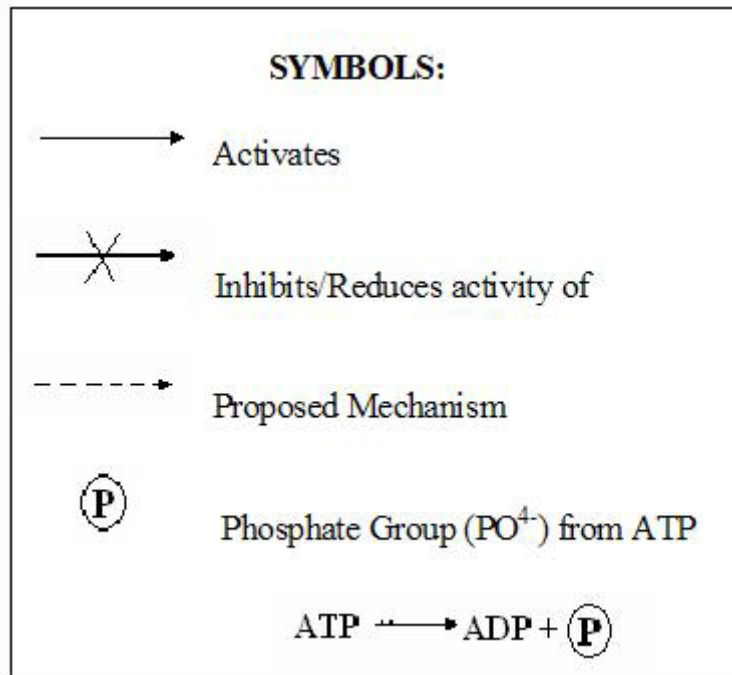 SYMBOLS:
Activates
Inhibits/Reduces activity of
Proposed Mechanism
P
Phosphate Group (PO⁴⁻) from ATP
ATP → ADP + P